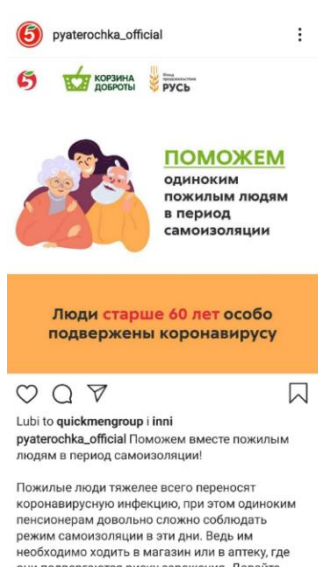 pyaterochka_official
КОРЗИНА
ДОБРОТЫ
РУСЬ
ПОМОЖЕМ
одиноким
пожилым людям
в период
самоизоляции
Люди старше 60 лет особо
подвержены коронавирусу
Lubi to quickmengroup i inni
pyaterochka_official Поможем вместе пожилым
людям в период самоизоляции!
Пожилые люди тяжелее всего переносят
коронавирусную инфекцию, при этом одиноким
пенсионерам довольно сложно соблюдать
режим самоизоляции в эти дни. Ведь им
необходимо ходить в магазин или в аптеку, где